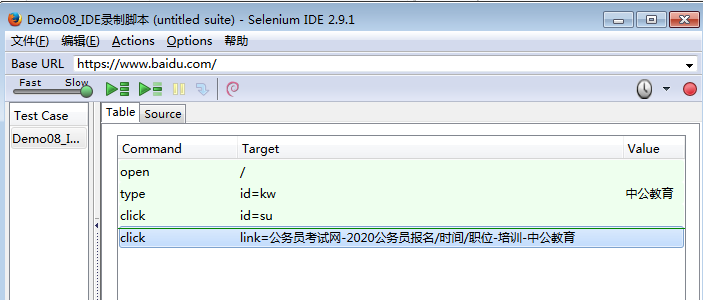 Demo08_IDE录制脚本 (untitled suite) - Selenium IDE 2.9.1
文件(F) 编辑(E) Actions Options 帮助
Base URL https://www.baidu.com/
Fast Slow
Test Case
Table Source
Demo08_I...
Command Target Value
open /
type id=kw 中公教育
click id=su
click link=公务员考试网-2020公务员报名/时间/职位-培训-中公教育